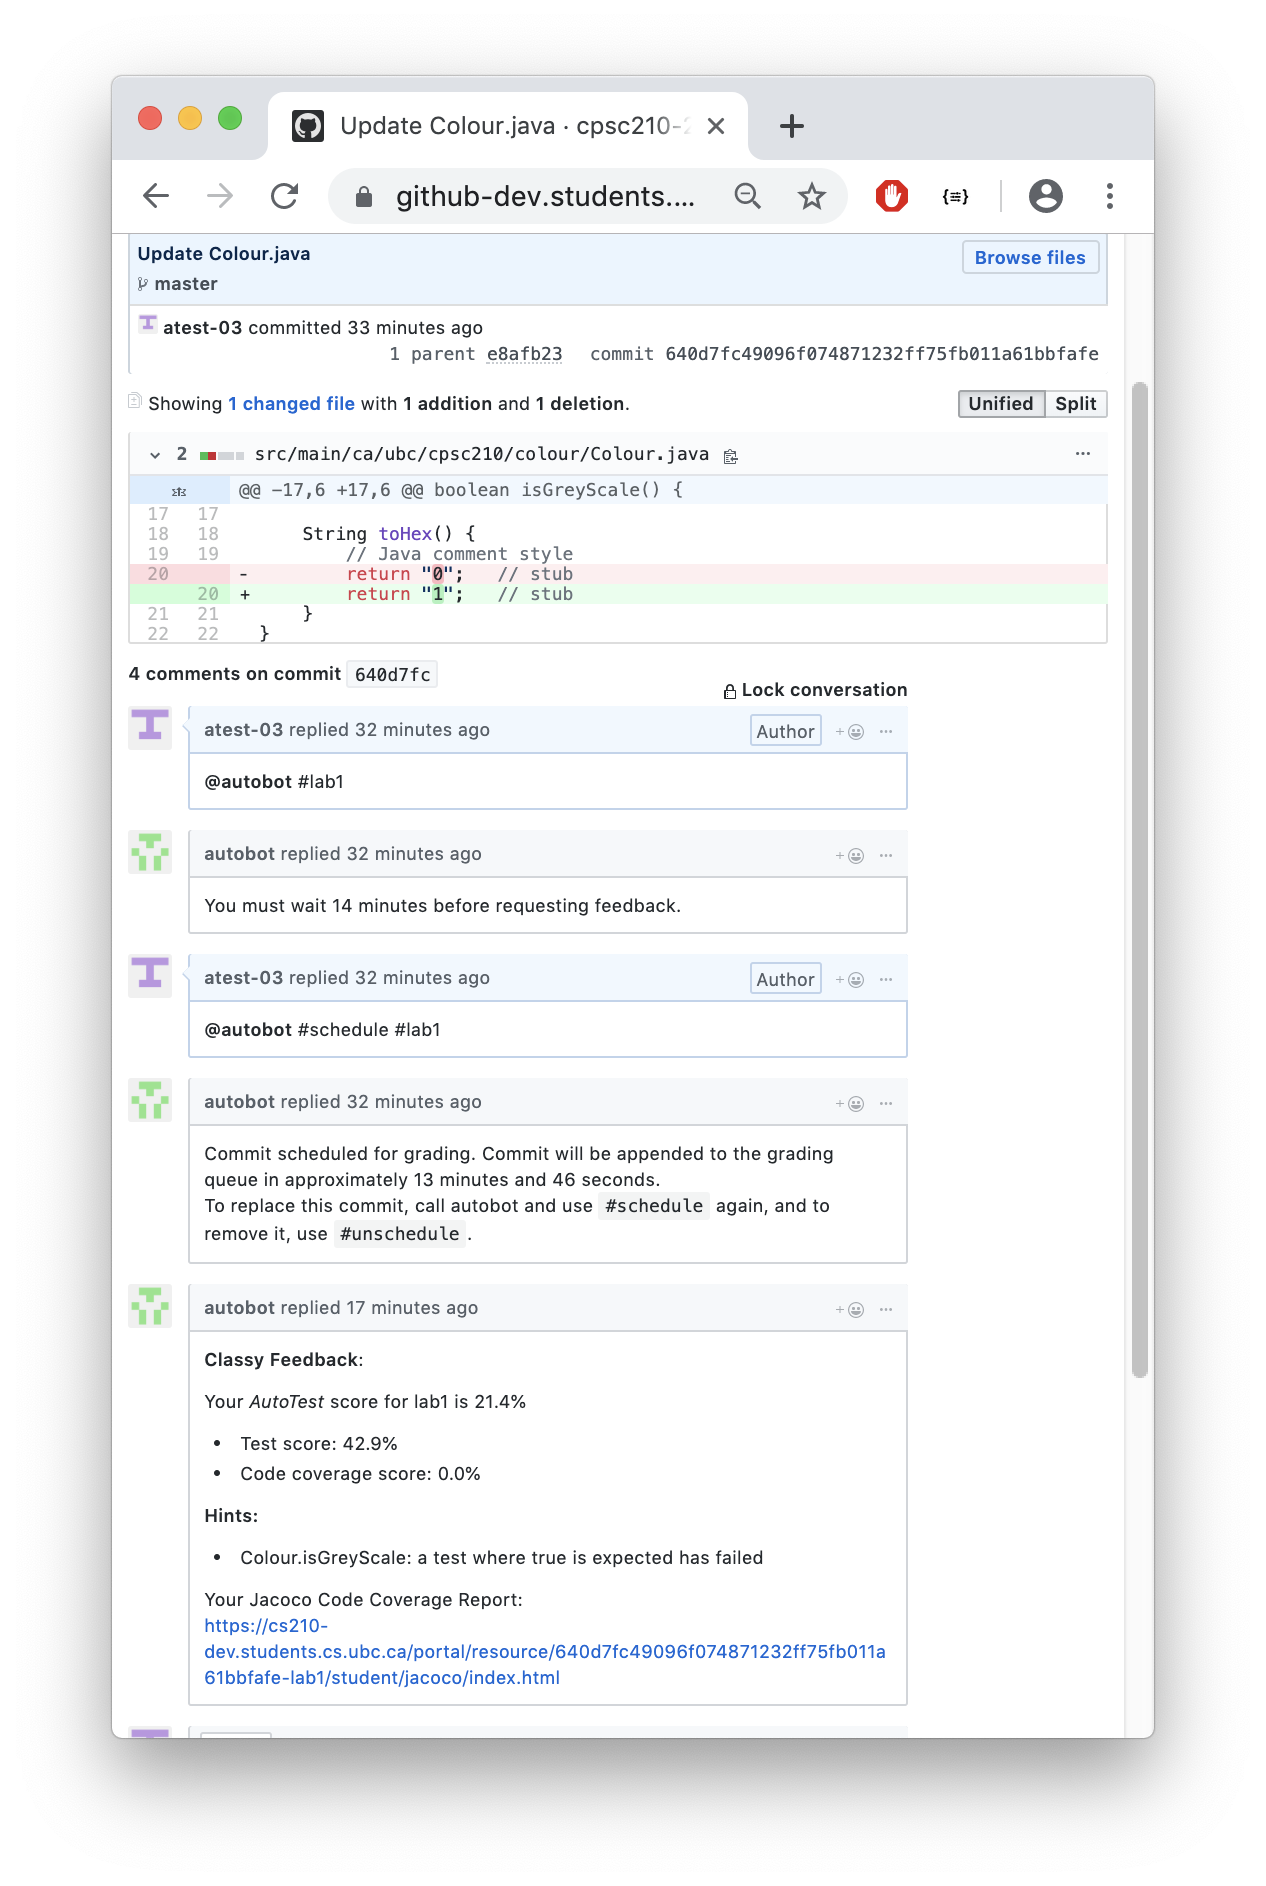 Update Colour.java · cpsc210-2
github-dev.students....
Update Colour.java
Browse files
master
atest-03 committed 33 minutes ago
1 parent e8afb23 commit 640d7fc49096f074871232ff75fb011a61bbfafe
Showing 1 changed file with 1 addition and 1 deletion.
Unified Split
2 src/main/ca/ubc/cpsc210/colour/Colour.java
@@ -17,6 +17,6 @@ boolean isGreyScale() {
17 17
18 18 String toHex() {
19 19 // Java comment style
20 - return "0"; // stub
20 + return "1"; // stub
21 21 }
22 22 }
4 comments on commit 640d7fc
Lock conversation
atest-03 replied 32 minutes ago
Author
@autobot #lab1
autobot replied 32 minutes ago
You must wait 14 minutes before requesting feedback.
atest-03 replied 32 minutes ago
Author
@autobot #schedule #lab1
autobot replied 32 minutes ago
Commit scheduled for grading. Commit will be appended to the grading
queue in approximately 13 minutes and 46 seconds.
To replace this commit, call autobot and use #schedule again, and to
remove it, use #unschedule.
autobot replied 17 minutes ago
Classy Feedback:
Your AutoTest score for lab1 is 21.4%
• Test score: 42.9%
• Code coverage score: 0.0%
Hints:
• Colour.isGreyScale: a test where true is expected has failed
Your Jacoco Code Coverage Report:
https://cs210-
dev.students.cs.ubc.ca/portal/resource/640d7fc49096f074871232ff75fb011a
61bbfafe-lab1/student/jacoco/index.html